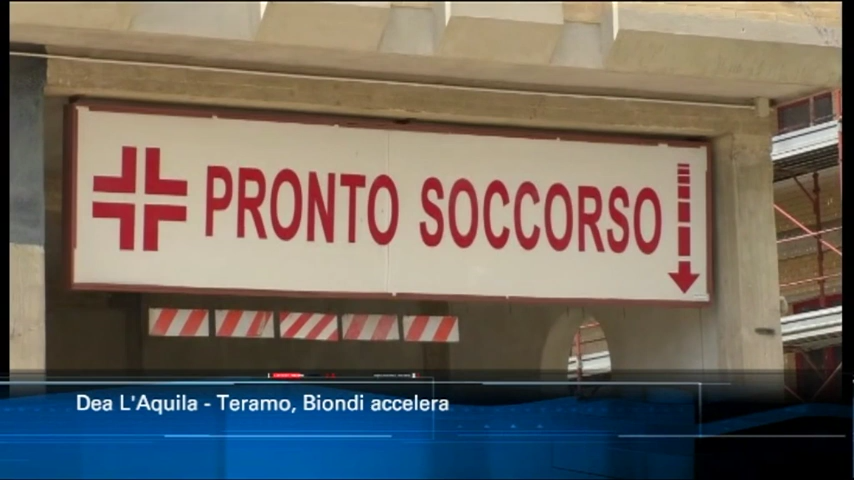 PRONTO SOCCORSO
Dea L'Aquila - Teramo, Biondi accelera